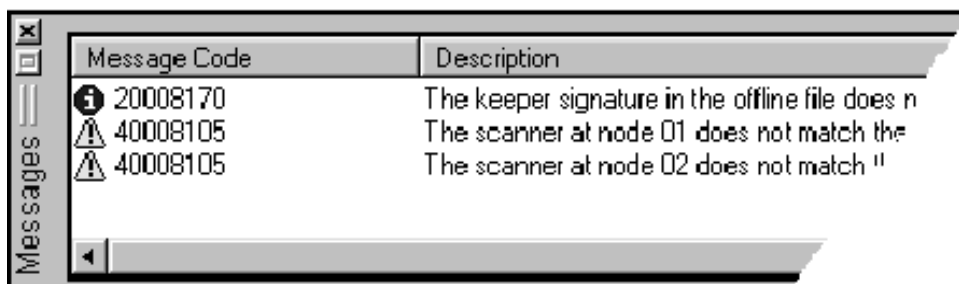 Messages
Message Code Description
20008170 The keeper signature in the offline file does
40008105 The scanner at node 01 does not match the
40008105 The scanner at node 02 does not match